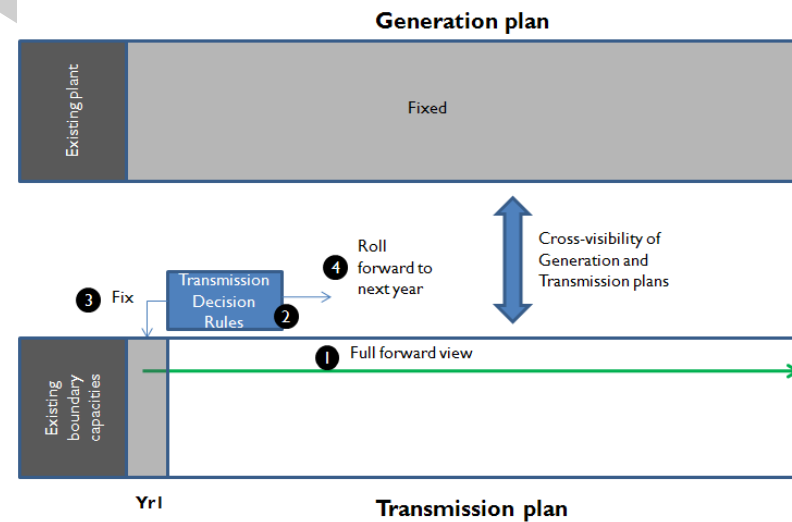 Generation plan
Existing plant
Fixed
Cross-visibility of
Generation and
Transmission plans
4 Roll
forward to
next year
Transmission
Decision
Rules
2
3 Fix
1 Full forward view
Existing
boundary
capacities
Yr1
Transmission plan